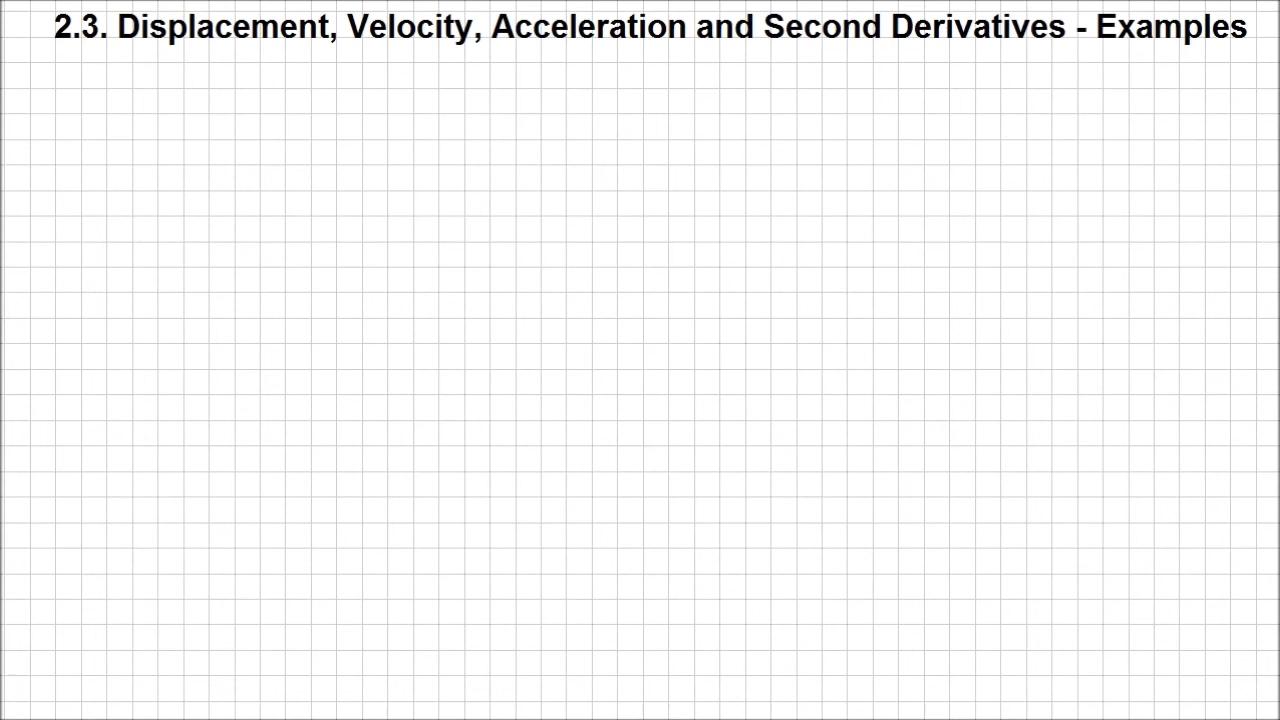 2.3. Displacement, Velocity, Acceleration and Second Derivatives - Examples